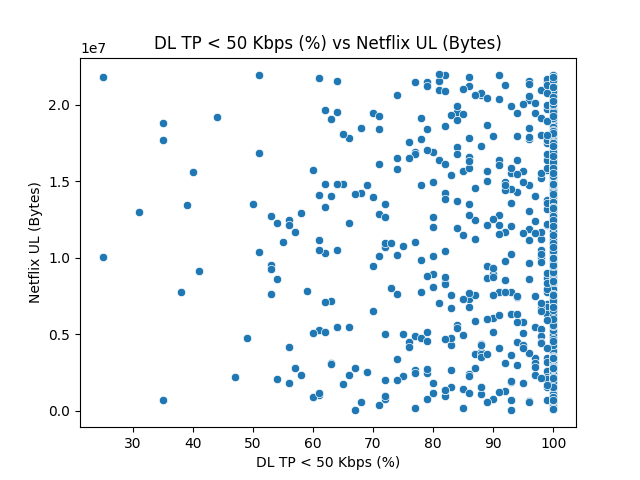 DL TP < 50 Kbps (%) vs Netflix UL (Bytes)
1e7
2.0
1.5
1.0
0.5
0.0
Netflix UL (Bytes)
30 40 50 60 70 80 90 100
DL TP < 50 Kbps (%)